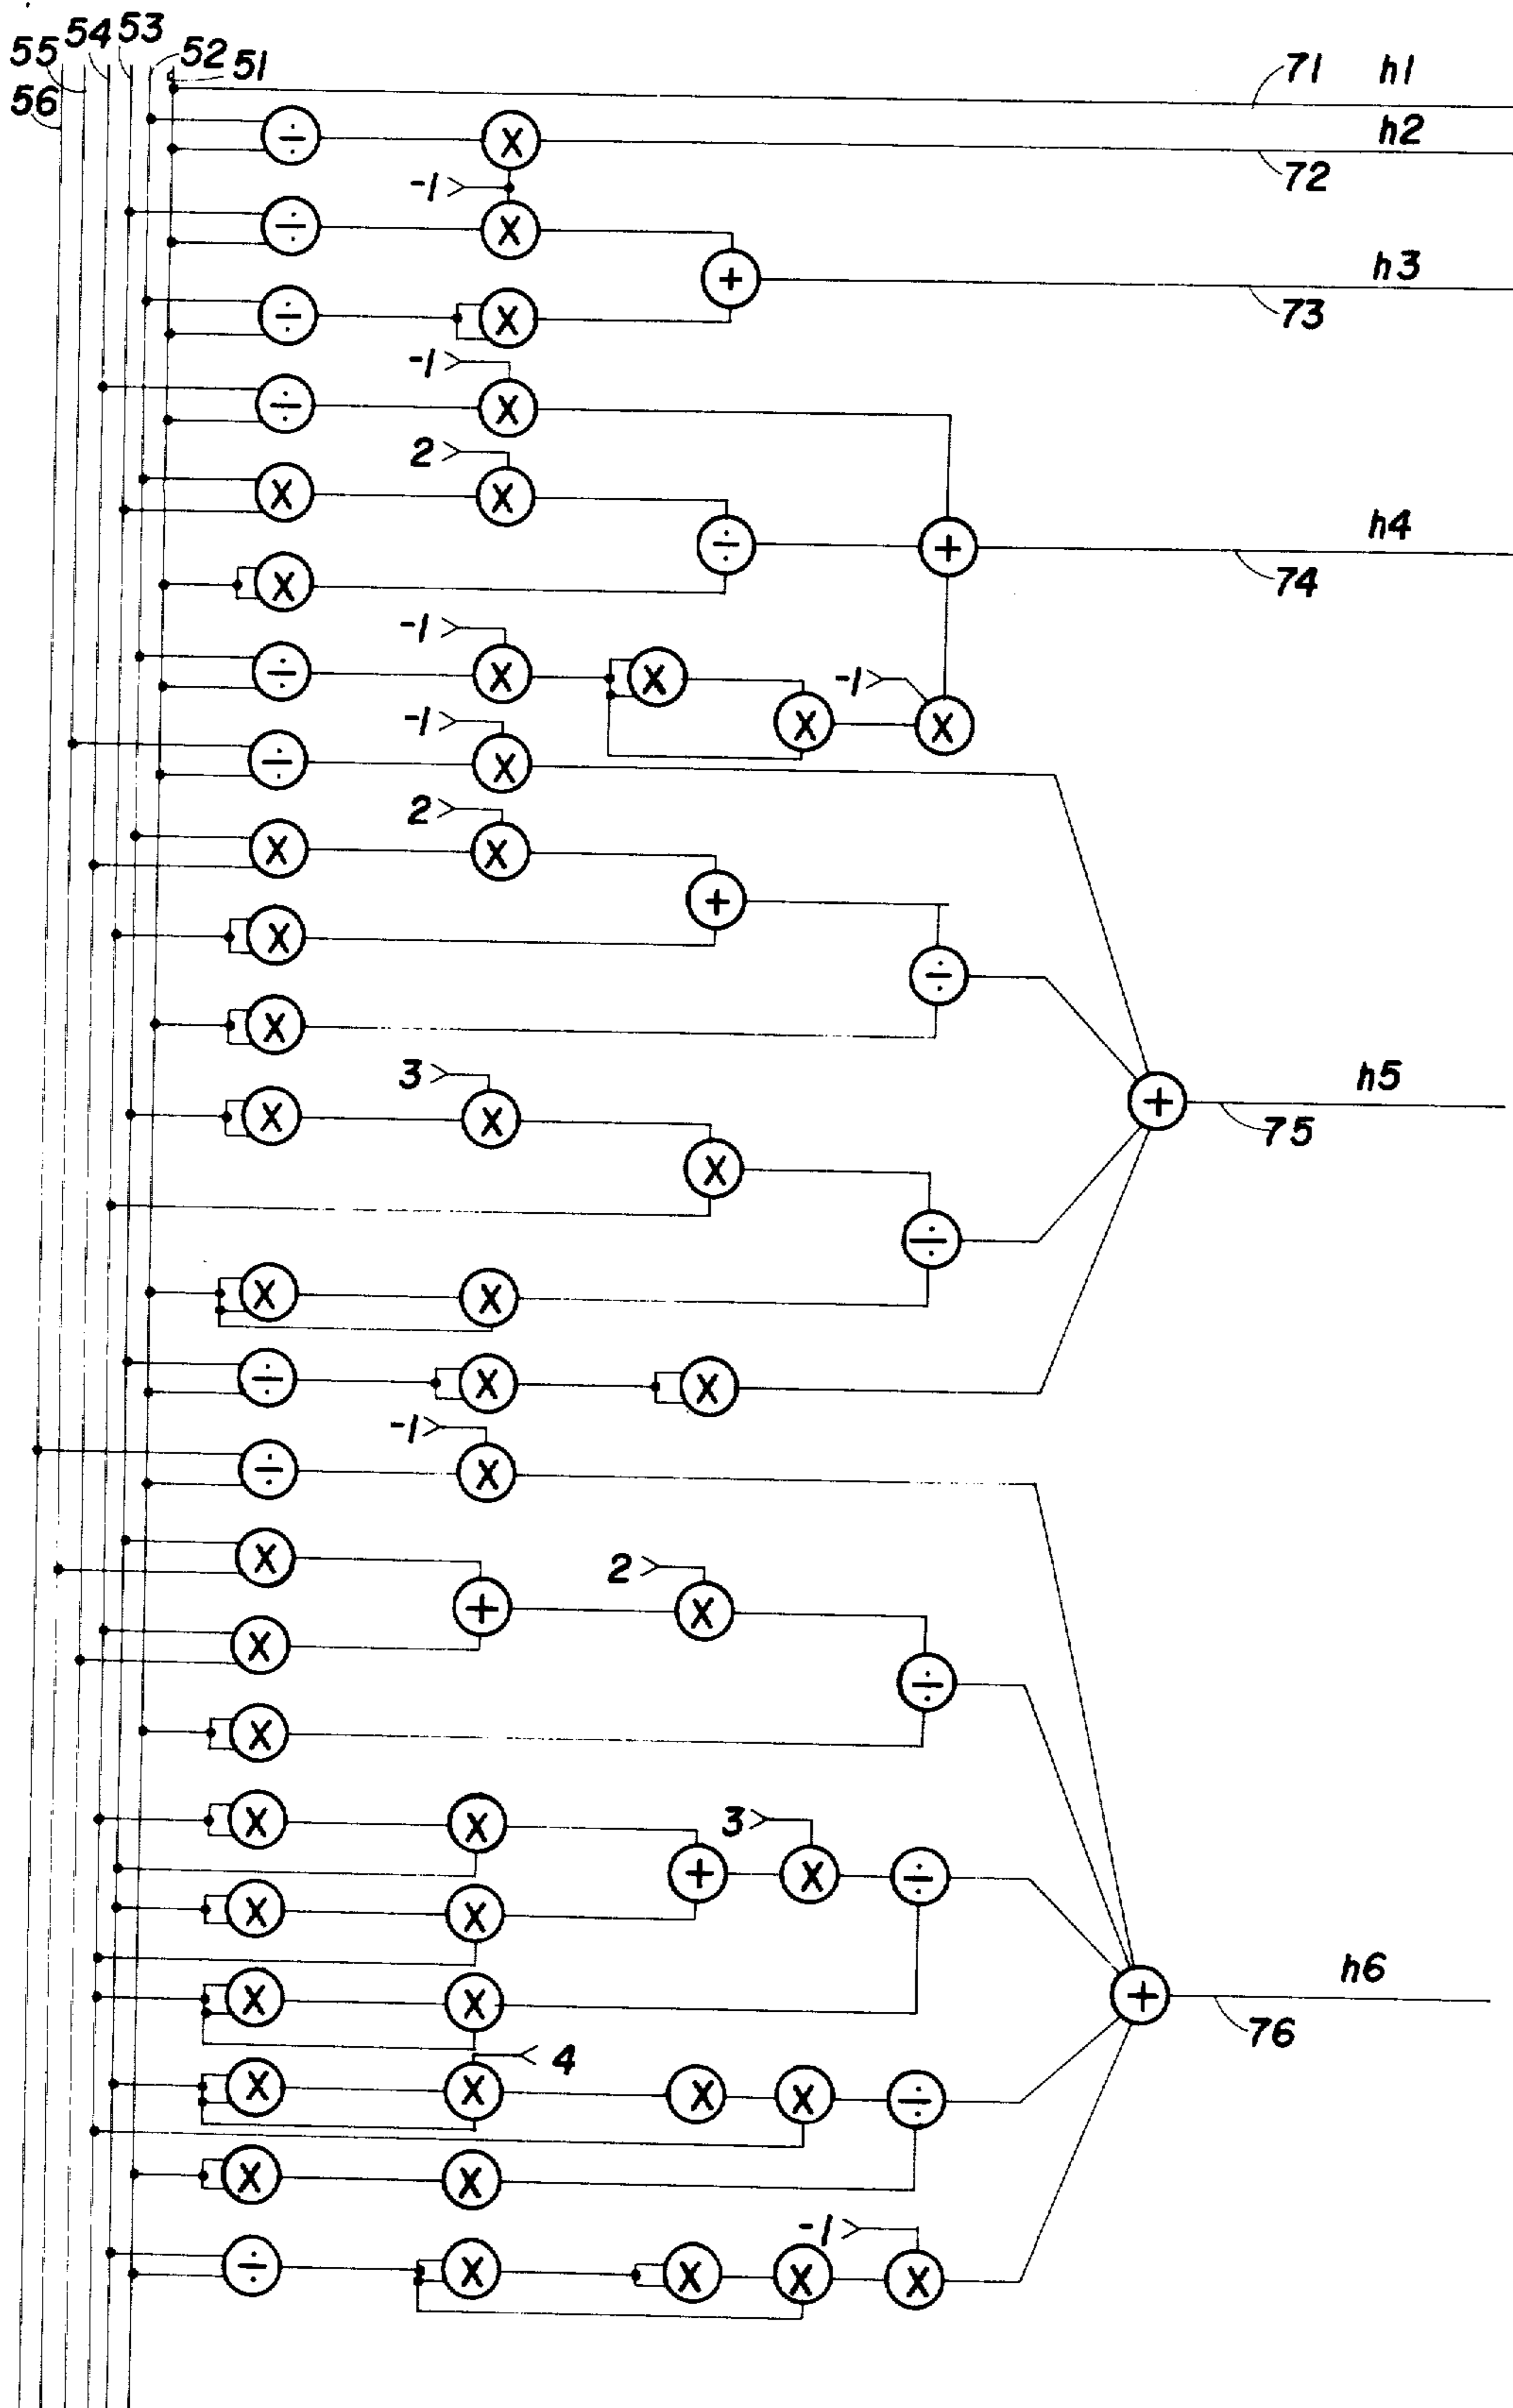 54 53
55 52 51
56
71 h1
÷ X h2
72
-1
÷ X
+ h3
73
÷ X
-1
÷ X
2
X X
÷ + h4
74
X
-1
÷ X X -1
X X
-1
÷ X
2
X X
+
X
÷
X
3
X X
+ h5
75
X
÷
X X
÷ X X
-1
÷ X
X 2
+ X
X
÷
X
X X 3
+ X ÷
X X
+ h6
76
X X
4
X X X X ÷
X X
-1
÷ X X X X